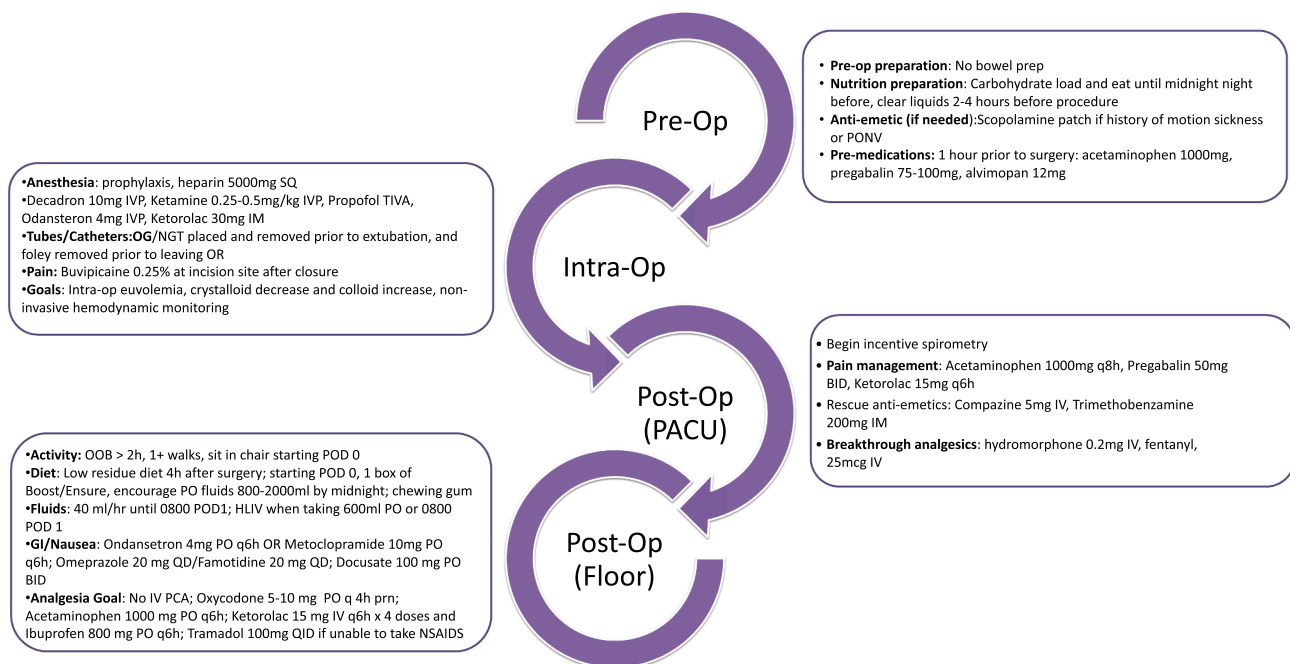 Pre-Op
• Pre-op preparation: No bowel prep
• Nutrition preparation: Carbohydrate load and eat until midnight night
before, clear liquids 2-4 hours before procedure
• Anti-emetic (if needed):Scopolamine patch if history of motion sickness
or PONV
• Pre-medications: 1 hour prior to surgery: acetaminophen 1000mg,
pregabalin 75-100mg, alvimopan 12mg
Intra-Op
•Anesthesia: prophylaxis, heparin 5000mg SQ
•Decadron 10mg IVP, Ketamine 0.25-0.5mg/kg IVP, Propofol TIVA,
Odansteron 4mg IVP, Ketorolac 30mg IM
•Tubes/Catheters:OG/NGT placed and removed prior to extubation, and
foley removed prior to leaving OR
•Pain: Buvipicaine 0.25% at incision site after closure
•Goals: Intra-op euvolemia, crystalloid decrease and colloid increase, non-
invasive hemodynamic monitoring
Post-Op
(PACU)
• Begin incentive spirometry
• Pain management: Acetaminophen 1000mg q8h, Pregabalin 50mg
BID, Ketorolac 15mg q6h
• Rescue anti-emetics: Compazine 5mg IV, Trimethobenzamine
200mg IM
• Breakthrough analgesics: hydromorphone 0.2mg IV, fentanyl,
25mcg IV
Post-Op
(Floor)
•Activity: OOB > 2h, 1+ walks, sit in chair starting POD 0
•Diet: Low residue diet 4h after surgery; starting POD 0, 1 box of
Boost/Ensure, encourage PO fluids 800-2000ml by midnight; chewing gum
•Fluids: 40 ml/hr until 0800 POD1; HLIV when taking 600ml PO or 0800
POD 1
•GI/Nausea: Ondansetron 4mg PO q6h OR Metoclopramide 10mg PO
q6h; Omeprazole 20 mg QD/Famotidine 20 mg QD; Docusate 100 mg PO
BID
•Analgesia Goal: No IV PCA; Oxycodone 5-10 mg PO q 4h prn;
Acetaminophen 1000 mg PO q6h; Ketorolac 15 mg IV q6h x 4 doses and
Ibuprofen 800 mg PO q6h; Tramadol 100mg QID if unable to take NSAIDS